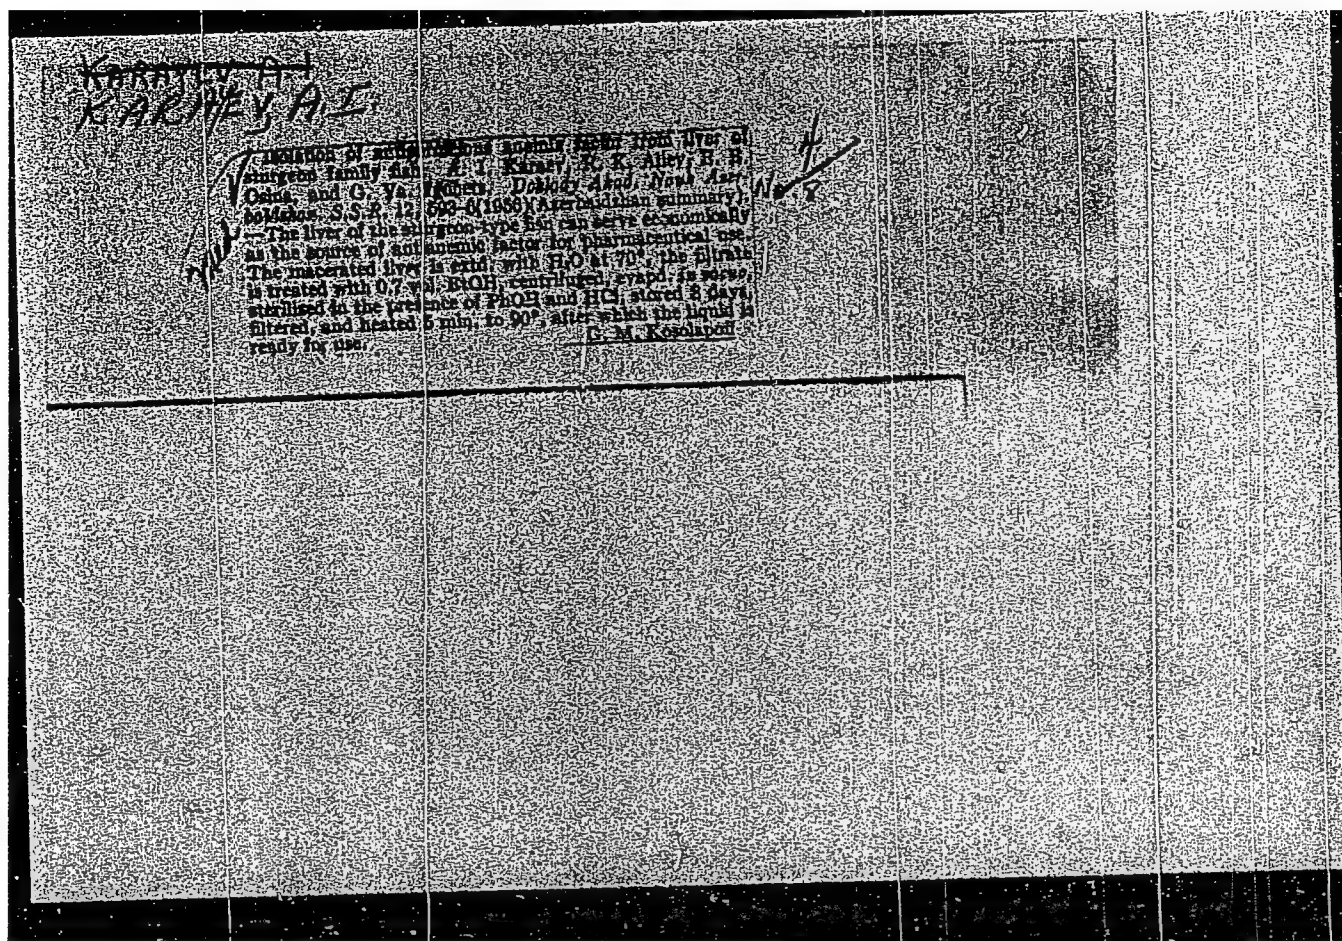 KARAYEV A I
KARAEV, A. I.
Isolation of anti anemia factor from liver of
sturgeon family fish. A. I. Karaev, R. K. Aliev, E. B.
Osina, and G. Ya. Doklady Akad. Nauk Azer-
baidzhan. S.S.R. 12, (1956)(Azerbaidzhan summary).
—The liver of the sturgeon-type fish can serve economically
as the source of antianemic factor for pharmaceutical use.
The macerated liver is extd. with H₂O at 70°, the filtrate
is treated with 0.7 vol. EtOH, centrifuged, evapd. in vacuo,
sterilized in the presence of PhOH and HCl, stored 8 days,
filtered, and heated 5 min. to 90°, after which the liquid is
ready for use.
G. M. Kosolapoff